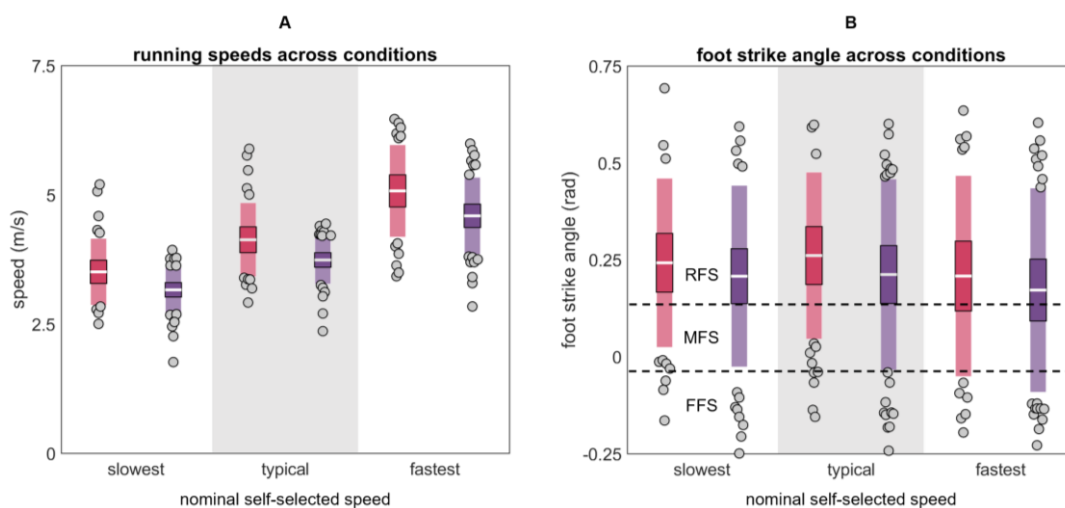 A
running speeds across conditions
7.5
5
2.5
0
speed (m/s)
slowest
typical
fastest
nominal self-selected speed
B
foot strike angle across conditions
0.75
0.5
0.25
0
-0.25
foot strike angle (rad)
RFS
MFS
FFS
slowest
typical
fastest
nominal self-selected speed